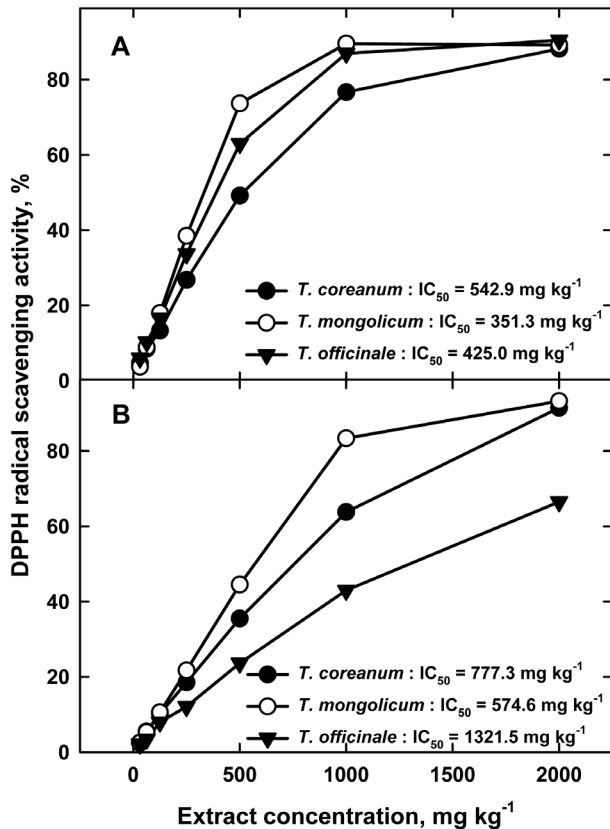 A
80
60
40
20
0
T. coreanum : IC50 = 542.9 mg kg-1
T. mongolicum : IC50 = 351.3 mg kg-1
T. officinale : IC50 = 425.0 mg kg-1
B
80
60
40
20
0
T. coreanum : IC50 = 777.3 mg kg-1
T. mongolicum : IC50 = 574.6 mg kg-1
T. officinale : IC50 = 1321.5 mg kg-1
0 500 1000 1500 2000
Extract concentration, mg kg-1
DPPH radical scavenging activity, %